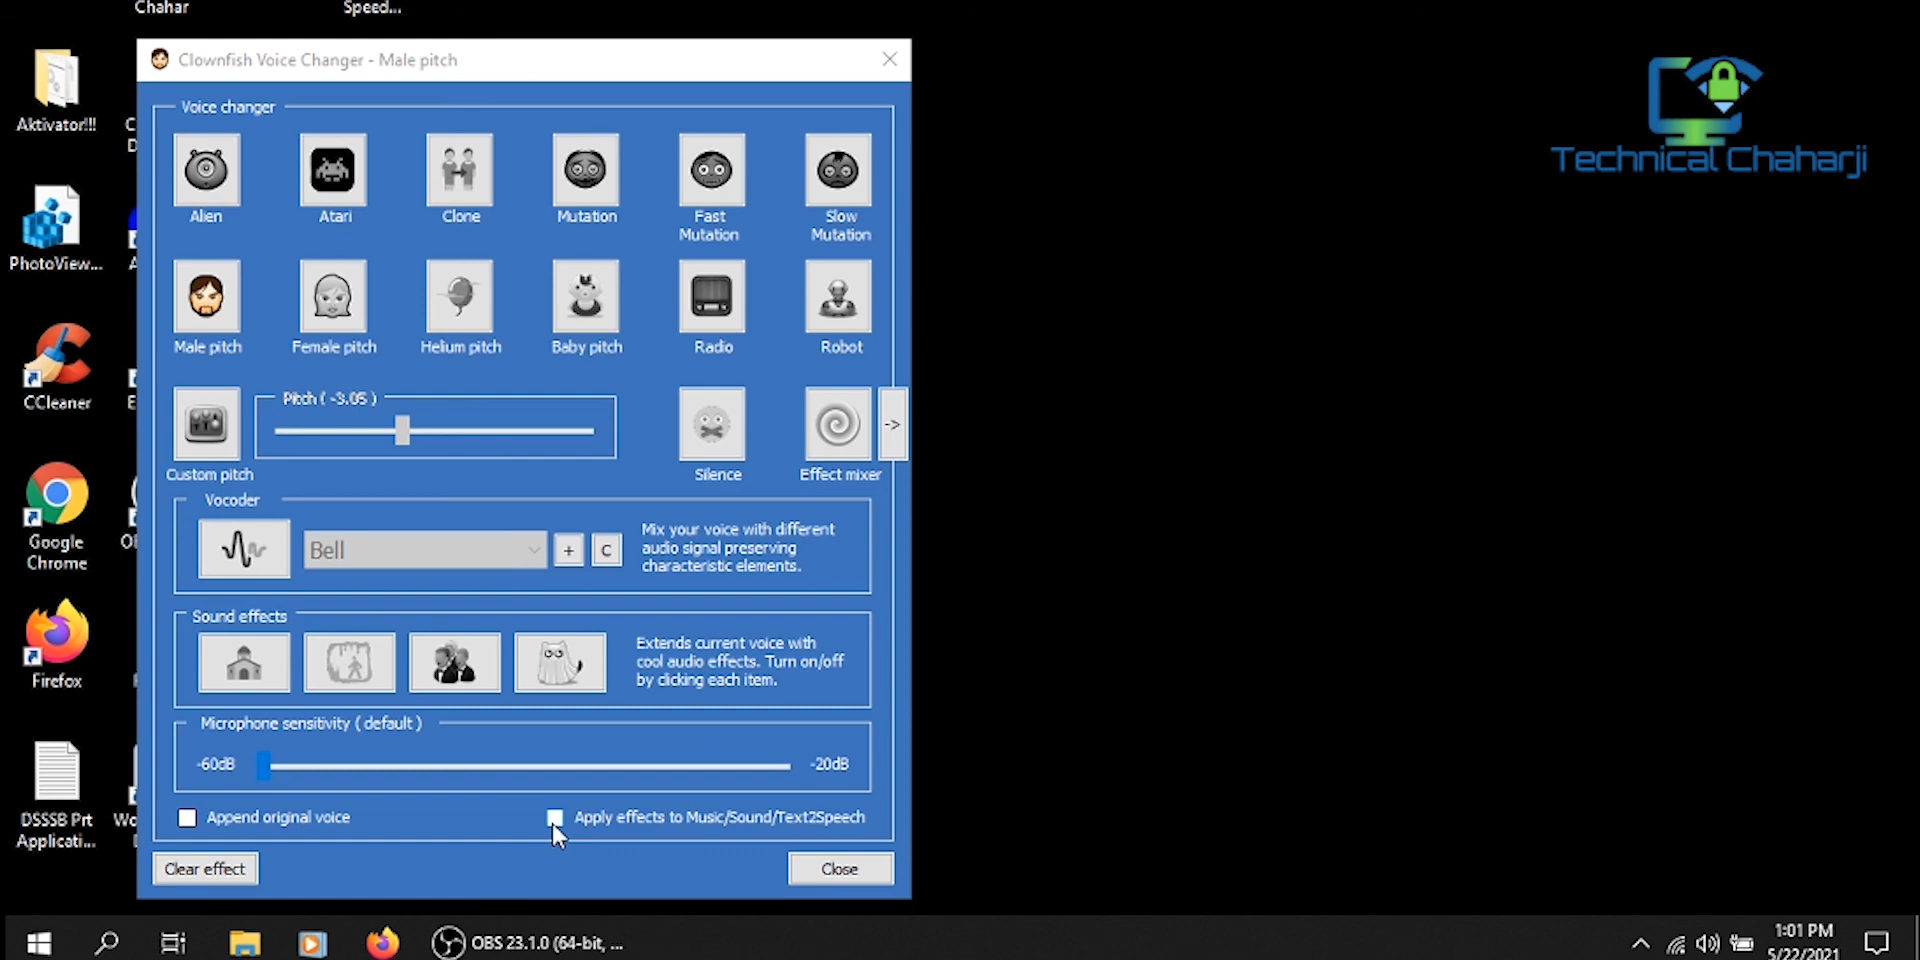 Chahar
Speed...
Clownfish Voice Changer - Male pitch
Technical Chaharji
Aktivator!!!
Voice changer
Alien
Atari
Clone
Mutation
Fast
Mutation
Slow
Mutation
PhotoView...
Male pitch
Female pitch
Helium pitch
Baby pitch
Radio
Robot
CCleaner
Pitch ( -3.05 )
->
Custom pitch
Silence
Effect mixer
Vocoder
Bell
+
C
Mix your voice with different
audio signal preserving
characteristic elements.
Google
Chrome
Sound effects
Extends current voice with
cool audio effects. Turn on/off
by clicking each item.
Firefox
Microphone sensitivity ( default )
-60dB
-20dB
DSSSB Prt
Applicati...
Append original voice
Apply effects to Music/Sound/Text2Speech
Clear effect
Close
OBS 23.1.0 (64-bit, ...
1:01 PM
5/22/2021